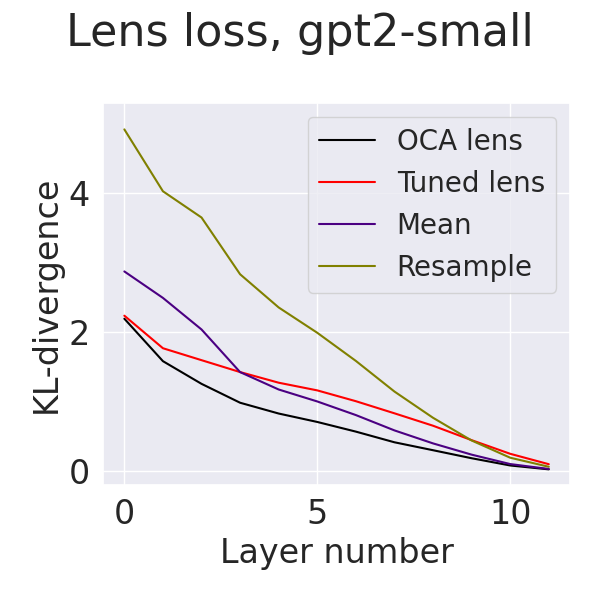 Lens loss, gpt2-small
OCA lens
Tuned lens
Mean
Resample
KL-divergence
4
2
0
0 5 10
Layer number